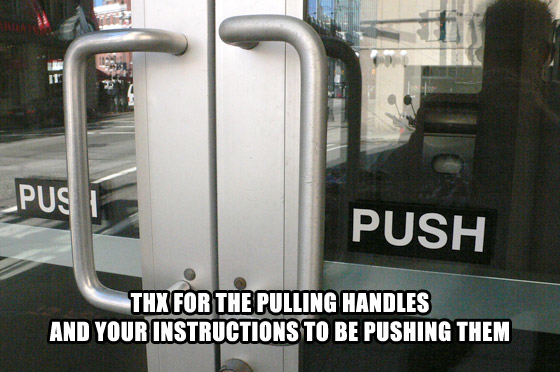 PUSH
PUSH
THX FOR THE PULLING HANDLES
AND YOUR INSTRUCTIONS TO BE PUSHING THEM